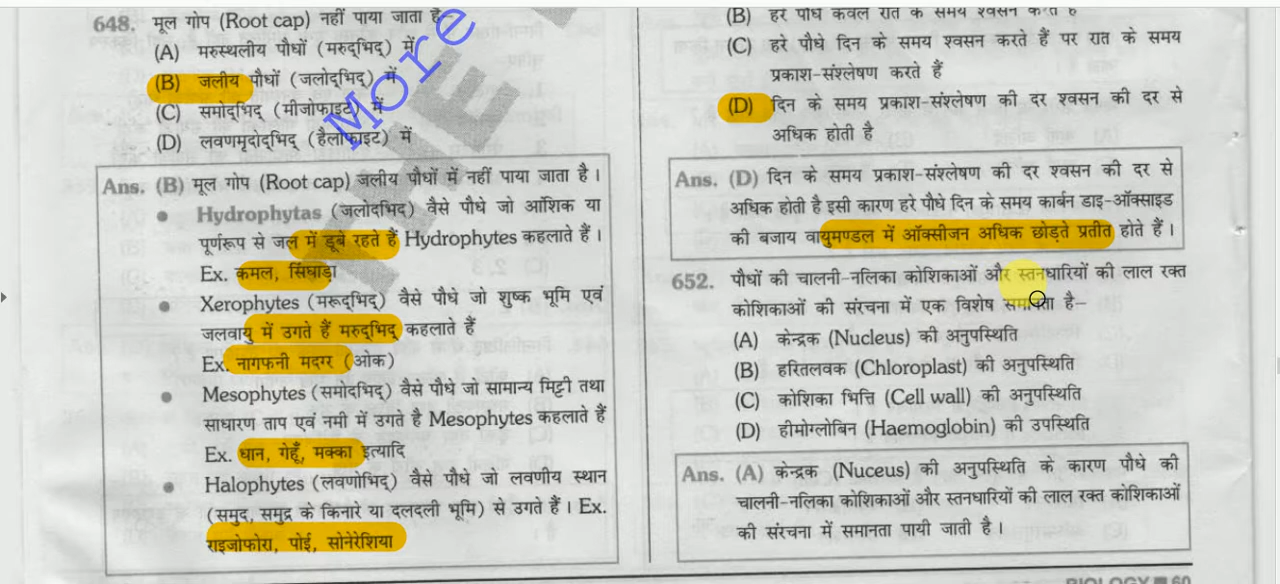 648. मूल गोप (Root cap) नहीं पाया जाता है-
(A) मरुस्थलीय पौधों (मरुद्भिद्) में
(B) जलीय पौधों (जलोद्भिद्) में
(C) समोद्भिद् (मीजोफाइट) में
(D) लवणमृदोद्भिद् (हैलोफाइट) में
Ans. (B) मूल गोप (Root cap) जलीय पौधों में नहीं पाया जाता है।
● Hydrophytas (जलोदभिद्) वैसे पौधे जो आंशिक या
पूर्णरूप से जल में डूबे रहते हैं Hydrophytes कहलाते हैं।
Ex. कमल, सिंघाड़ा
● Xerophytes (मरूद्भिद्) वैसे पौधे जो शुष्क भूमि एवं
जलवायु में उगते हैं मरुद्भिद् कहलाते हैं
Ex. नागफनी मदार (ओक)
● Mesophytes (समोदभिद्) वैसे पौधे जो सामान्य मिट्टी तथा
साधारण ताप एवं नमी में उगते है Mesophytes कहलाते हैं
Ex. धान, गेहूँ, मक्का इत्यादि
● Halophytes (लवणोभिद्) वैसे पौधे जो लवणीय स्थान
(समुद, समुद्र के किनारे या दलदली भूमि) से उगते हैं। Ex.
राइजोफोरा, पोई, सोनेरेशिया
More
(B) हरे पौधे केवल रात के समय श्वसन करते है
(C) हरे पौधे दिन के समय श्वसन करते हैं पर रात के समय
प्रकाश-संश्लेषण करते हैं
(D) दिन के समय प्रकाश-संश्लेषण की दर श्वसन की दर से
अधिक होती है
Ans. (D) दिन के समय प्रकाश-संश्लेषण की दर श्वसन की दर से
अधिक होती है इसी कारण हरे पौधे दिन के समय कार्बन डाइ-ऑक्साइड
की बजाय वायुमण्डल में ऑक्सीजन अधिक छोड़ते प्रतीत होते हैं।
652. पौधों की चालनी-नलिका कोशिकाओं और स्तनधारियों की लाल रक्त
कोशिकाओं की संरचना में एक विशेष समानता है-
(A) केन्द्रक (Nucleus) की अनुपस्थिति
(B) हरितलवक (Chloroplast) की अनुपस्थिति
(C) कोशिका भित्ति (Cell wall) की अनुपस्थिति
(D) हीमोग्लोबिन (Haemoglobin) की उपस्थिति
Ans. (A) केन्द्रक (Nuceus) की अनुपस्थिति के कारण पौधे की
चालनी-नलिका कोशिकाओं और स्तनधारियों की लाल रक्त कोशिकाओं
की संरचना में समानता पायी जाती है।
BIOLOGY ■ 60